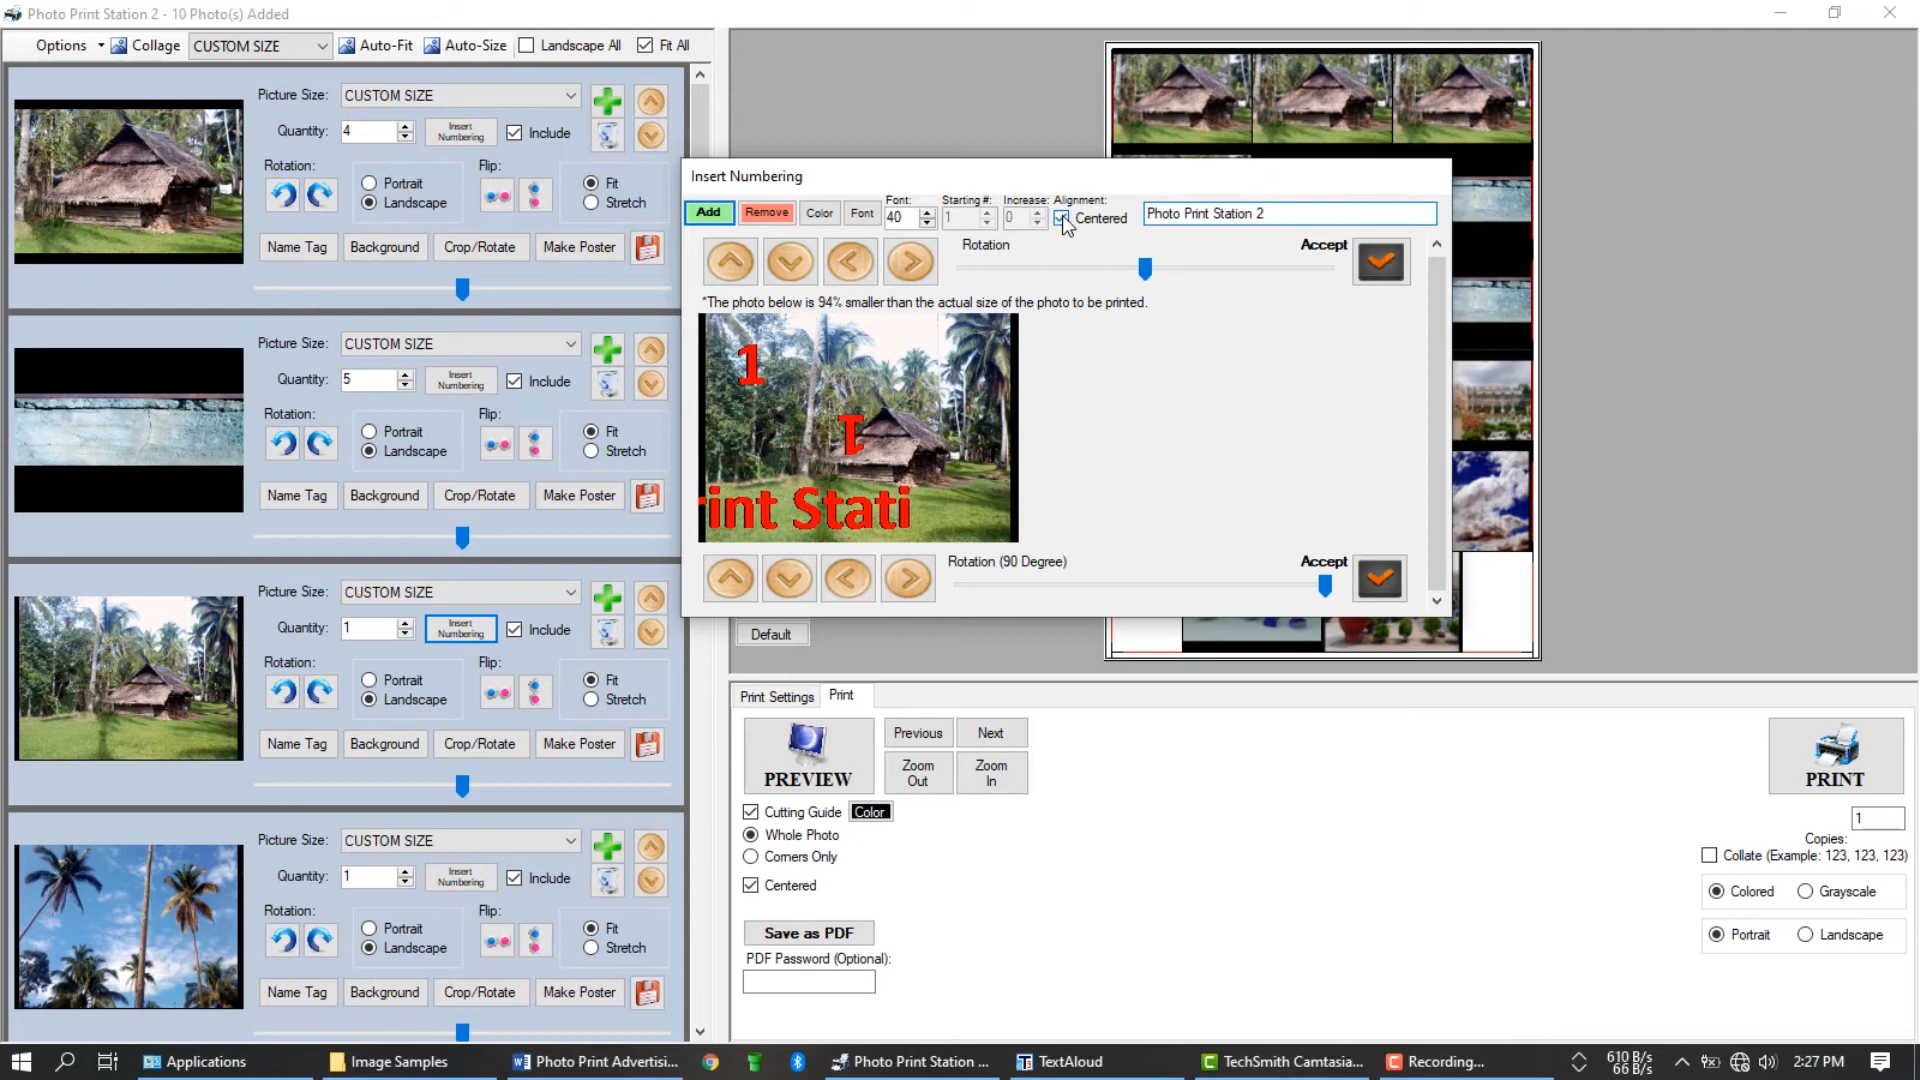 Photo Print Station 2 - 10 Photo(s) Added
Options Collage CUSTOM SIZE Auto-Fit Auto-Size Landscape All Fit All
Picture Size: CUSTOM SIZE
Quantity: 4 Insert Numbering Include
Rotation: Portrait Landscape Flip: Fit Stretch
Name Tag Background Crop/Rotate Make Poster
Picture Size: CUSTOM SIZE
Quantity: 5 Insert Numbering Include
Rotation: Portrait Landscape Flip: Fit Stretch
Name Tag Background Crop/Rotate Make Poster
Picture Size: CUSTOM SIZE
Quantity: 1 Insert Numbering Include
Rotation: Portrait Landscape Flip: Fit Stretch
Name Tag Background Crop/Rotate Make Poster
Picture Size: CUSTOM SIZE
Quantity: 1 Insert Numbering Include
Rotation: Portrait Landscape Flip: Fit Stretch
Name Tag Background Crop/Rotate Make Poster
Insert Numbering
Font: Starting #: Increase: Alignment:
Add Remove Color Font 40 1 0 Centered Photo Print Station 2
Rotation Accept
*The photo below is 94% smaller than the actual size of the photo to be printed.
1
1
int Stati
Rotation (90 Degree) Accept
Default
Print Settings Print
PREVIEW Previous Next
Zoom Out Zoom In
PRINT
Cutting Guide Color
Whole Photo
Corners Only
Centered
Save as PDF
PDF Password (Optional):
1
Copies:
Collate (Example: 123, 123, 123)
Colored Grayscale
Portrait Landscape
Applications Image Samples Photo Print Advertisi... Photo Print Station ... TextAloud TechSmith Camtasia... Recording... 610 B/s 66 B/s 2:27 PM